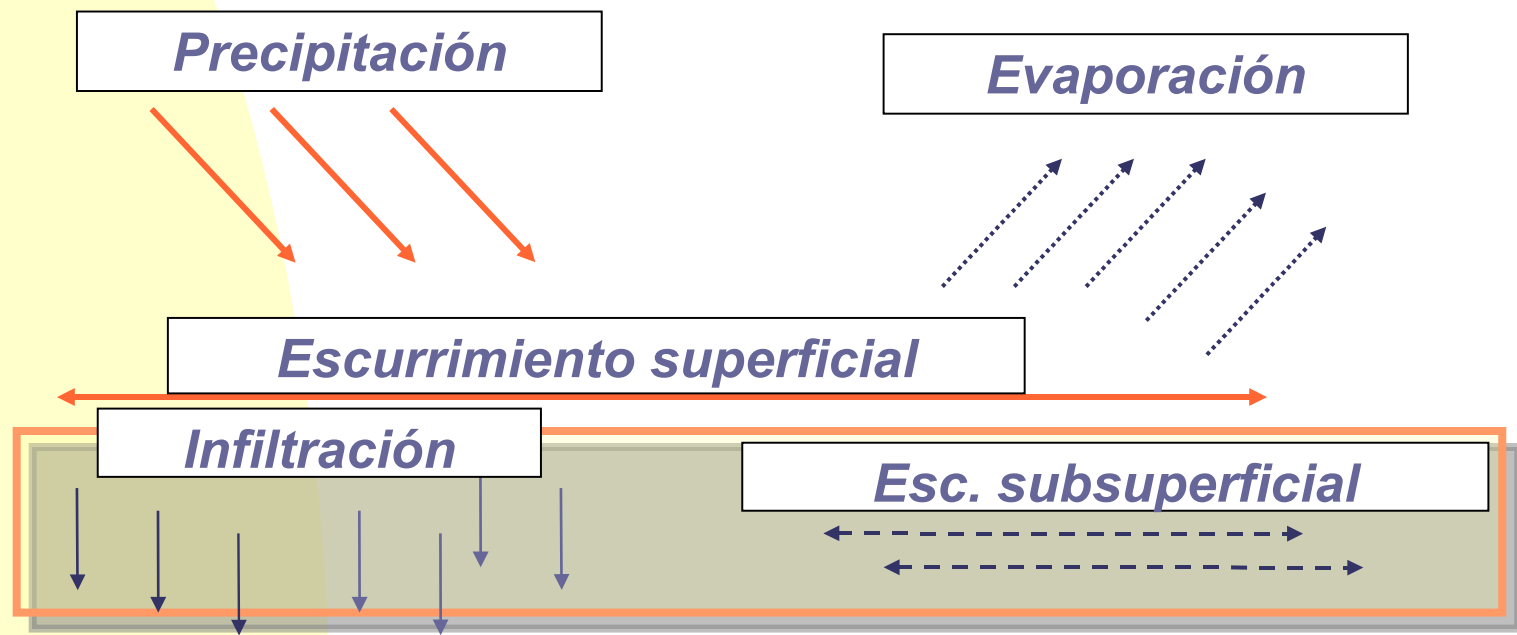 Precipitación
Evaporación
Escurrimiento superficial
Infiltración
Esc. subsuperficial